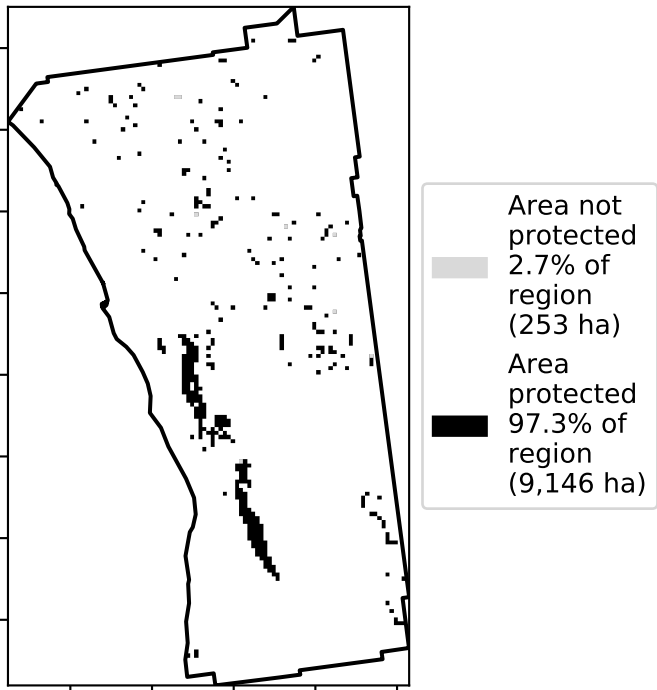 Area not
protected
2.7% of
region
(253 ha)
Area
protected
97.3% of
region
(9,146 ha)